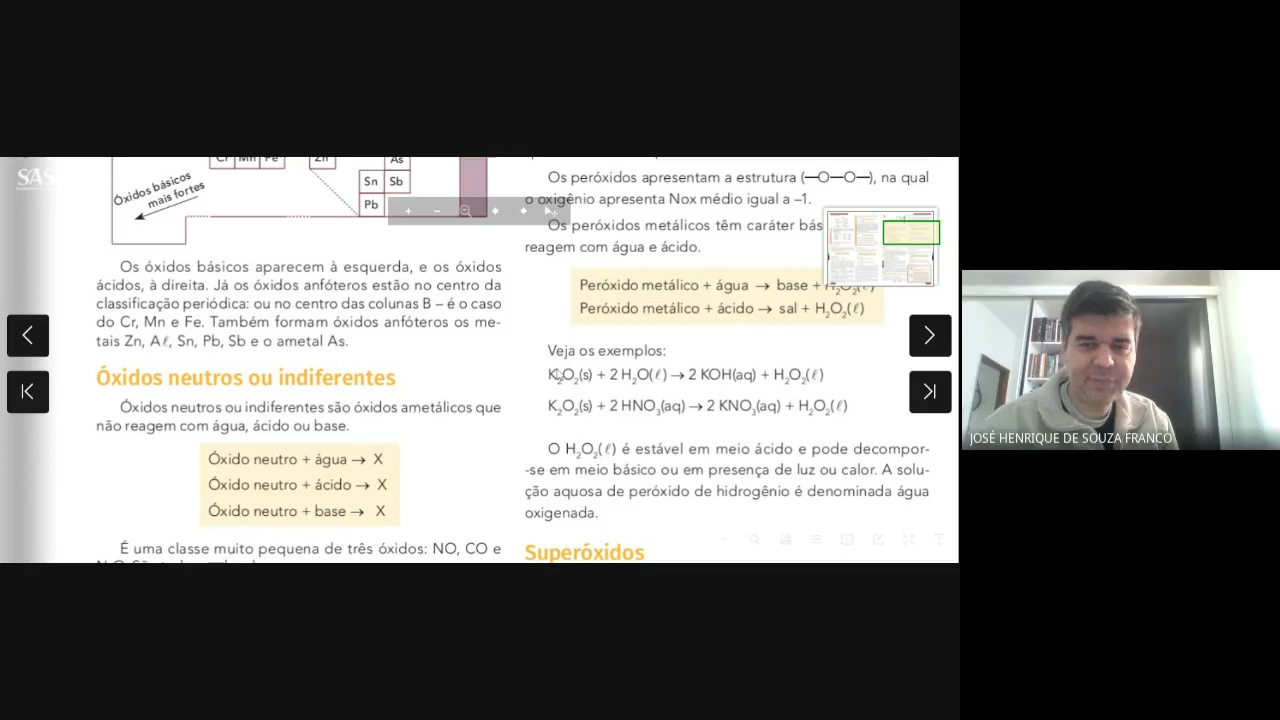 SAS
Cr Mn Fe Zn As
Sn Sb
Pb
Óxidos básicos
mais fortes
Os óxidos básicos aparecem à esquerda, e os óxidos
ácidos, à direita. Já os óxidos anfóteros estão no centro da
classificação periódica: ou no centro das colunas B – é o caso
do Cr, Mn e Fe. Também formam óxidos anfóteros os me-
tais Zn, Aℓ, Sn, Pb, Sb e o ametal As.
Óxidos neutros ou indiferentes
Óxidos neutros ou indiferentes são óxidos ametálicos que
não reagem com água, ácido ou base.
Óxido neutro + água → X
Óxido neutro + ácido → X
Óxido neutro + base → X
É uma classe muito pequena de três óxidos: NO, CO e
Os peróxidos apresentam a estrutura (—O—O—), na qual
o oxigênio apresenta Nox médio igual a –1.
Os peróxidos metálicos têm caráter bás
reagem com água e ácido.
Peróxido metálico + água → base + H₂O₂(ℓ)
Peróxido metálico + ácido → sal + H₂O₂(ℓ)
Veja os exemplos:
K₂O₂(s) + 2 H₂O(ℓ) → 2 KOH(aq) + H₂O₂(ℓ)
K₂O₂(s) + 2 HNO₃(aq) → 2 KNO₃(aq) + H₂O₂(ℓ)
O H₂O₂(ℓ) é estável em meio ácido e pode decompor-
-se em meio básico ou em presença de luz ou calor. A solu-
ção aquosa de peróxido de hidrogênio é denominada água
oxigenada.
Superóxidos
JOSÉ HENRIQUE DE SOUZA FRANCO